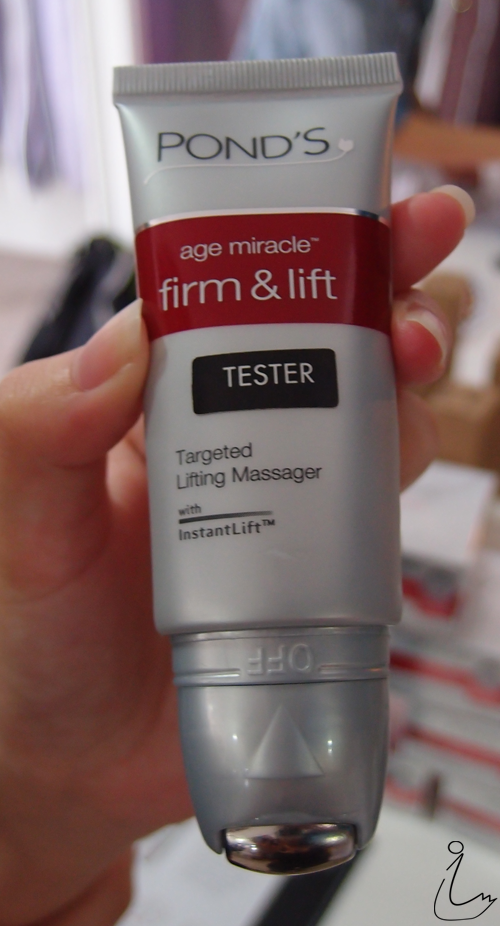 POND'S
age miracle™
firm & lift
TESTER
Targeted
Lifting Massager
with
InstantLift™
OFF